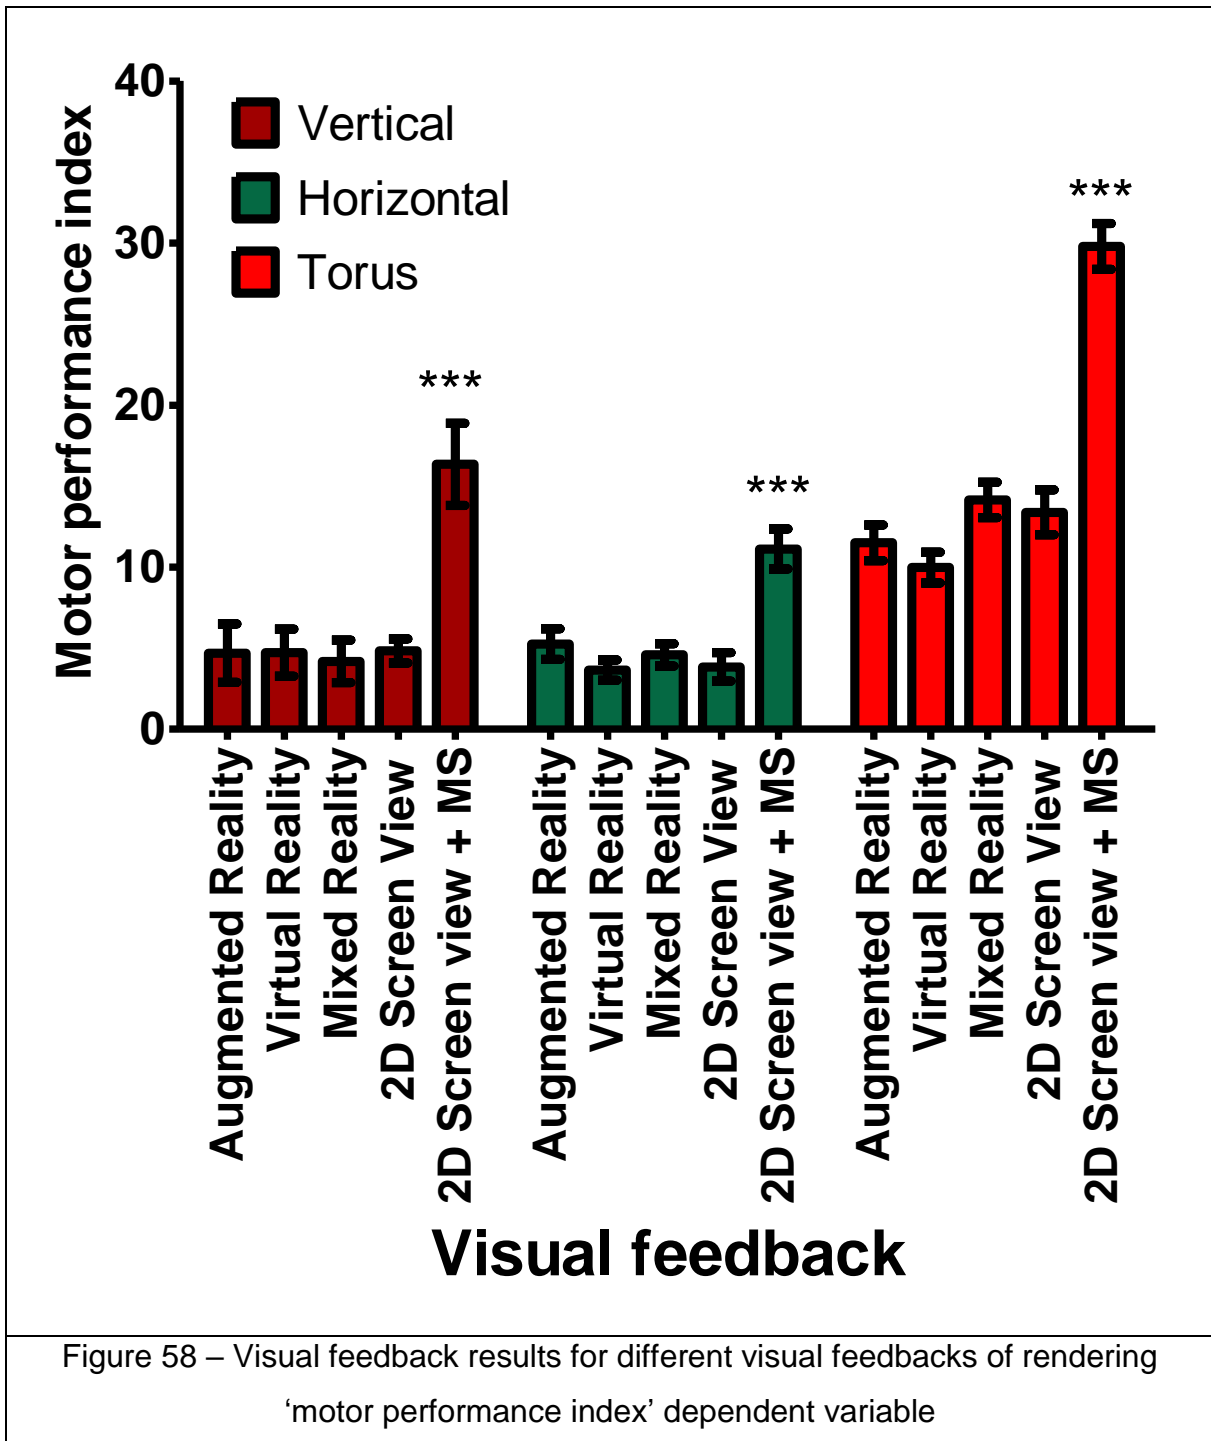 Motor performance index
40
30
20
10
0
Vertical
Horizontal
Torus
***
***
***
Augmented Reality
Virtual Reality
Mixed Reality
2D Screen View
2D Screen view + MS
Augmented Reality
Virtual Reality
Mixed Reality
2D Screen View
2D Screen view + MS
Augmented Reality
Virtual Reality
Mixed Reality
2D Screen View
2D Screen view + MS
Visual feedback
Figure 58 – Visual feedback results for different visual feedbacks of rendering
‘motor performance index’ dependent variable